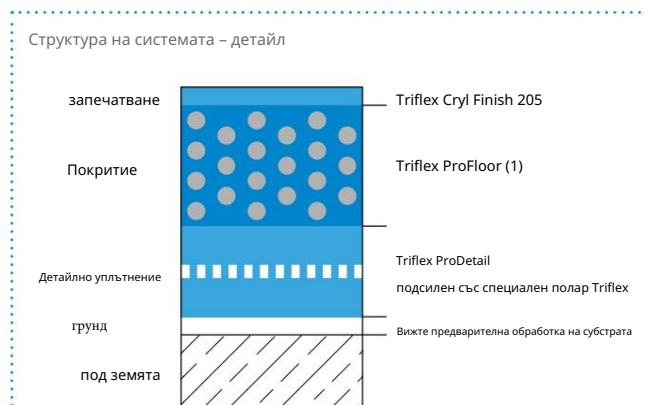 Структура на системата – детайл
запечатване
Triflex Cryl Finish 205
Покритие
Triflex ProFloor (1)
Детайлно уплътнение
Triflex ProDetail
подсилен със специален полар Triflex
грунд
Вижте предварителна обработка на субстрата
под земята